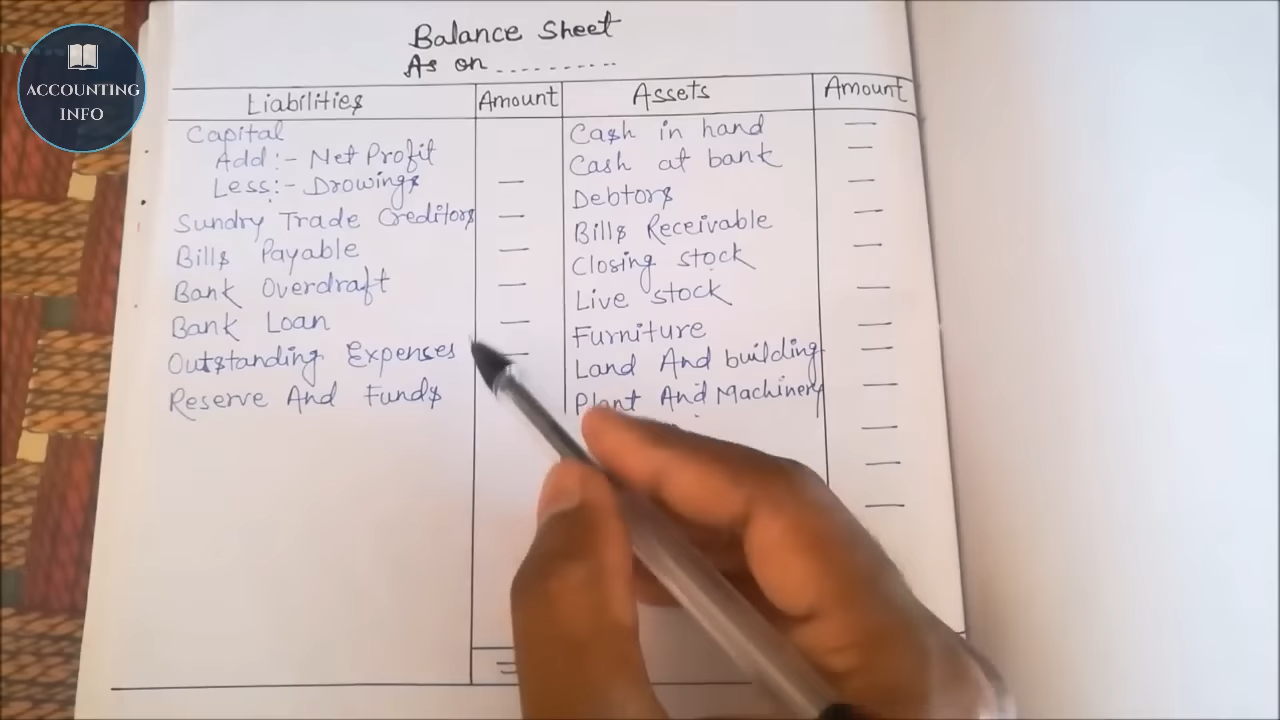 ACCOUNTING
INFO
Balance Sheet
As on ..........
Liabilities Amount Assets Amount
Capital
Add:- Net Profit
Less:- Drowings —
Sundry Trade Creditors —
Bills Payable —
Bank Overdraft —
Bank Loan —
Outstanding Expenses —
Reserve And Funds
Cash in hand —
Cash at bank —
Debtors —
Bills Receivable —
Closing stock —
Live stock —
Furniture —
Land And building —
Plant And Machinery —
—
—
—